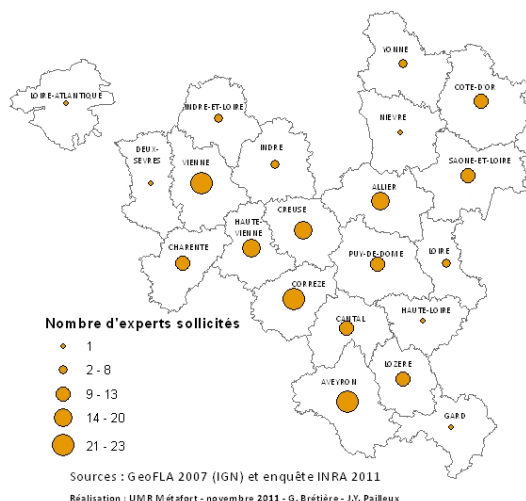 YONNE
LOIRE-ATLANTIQUE
COTE-D'OR
INDRE-ET-LOIRE
NIEVRE
DEUX-
SEVRES
VIENNE
INDRE
SAONE-ET-LOIRE
ALLIER
CREUSE
HAUTE-
VIENNE
CHARENTE
PUY-DE-DOME
LOIRE
CORREZE
HAUTE-LOIRE
CANTAL
LOZERE
AVEYRON
GARD
Nombre d'experts sollicités
1
2 - 8
9 - 13
14 - 20
21 - 23
Sources : GeoFLA 2007 (IGN) et enquête INRA 2011
Réalisation : UMR Métafort - novembre 2011 - G. Brétière - J.Y. Pailleux